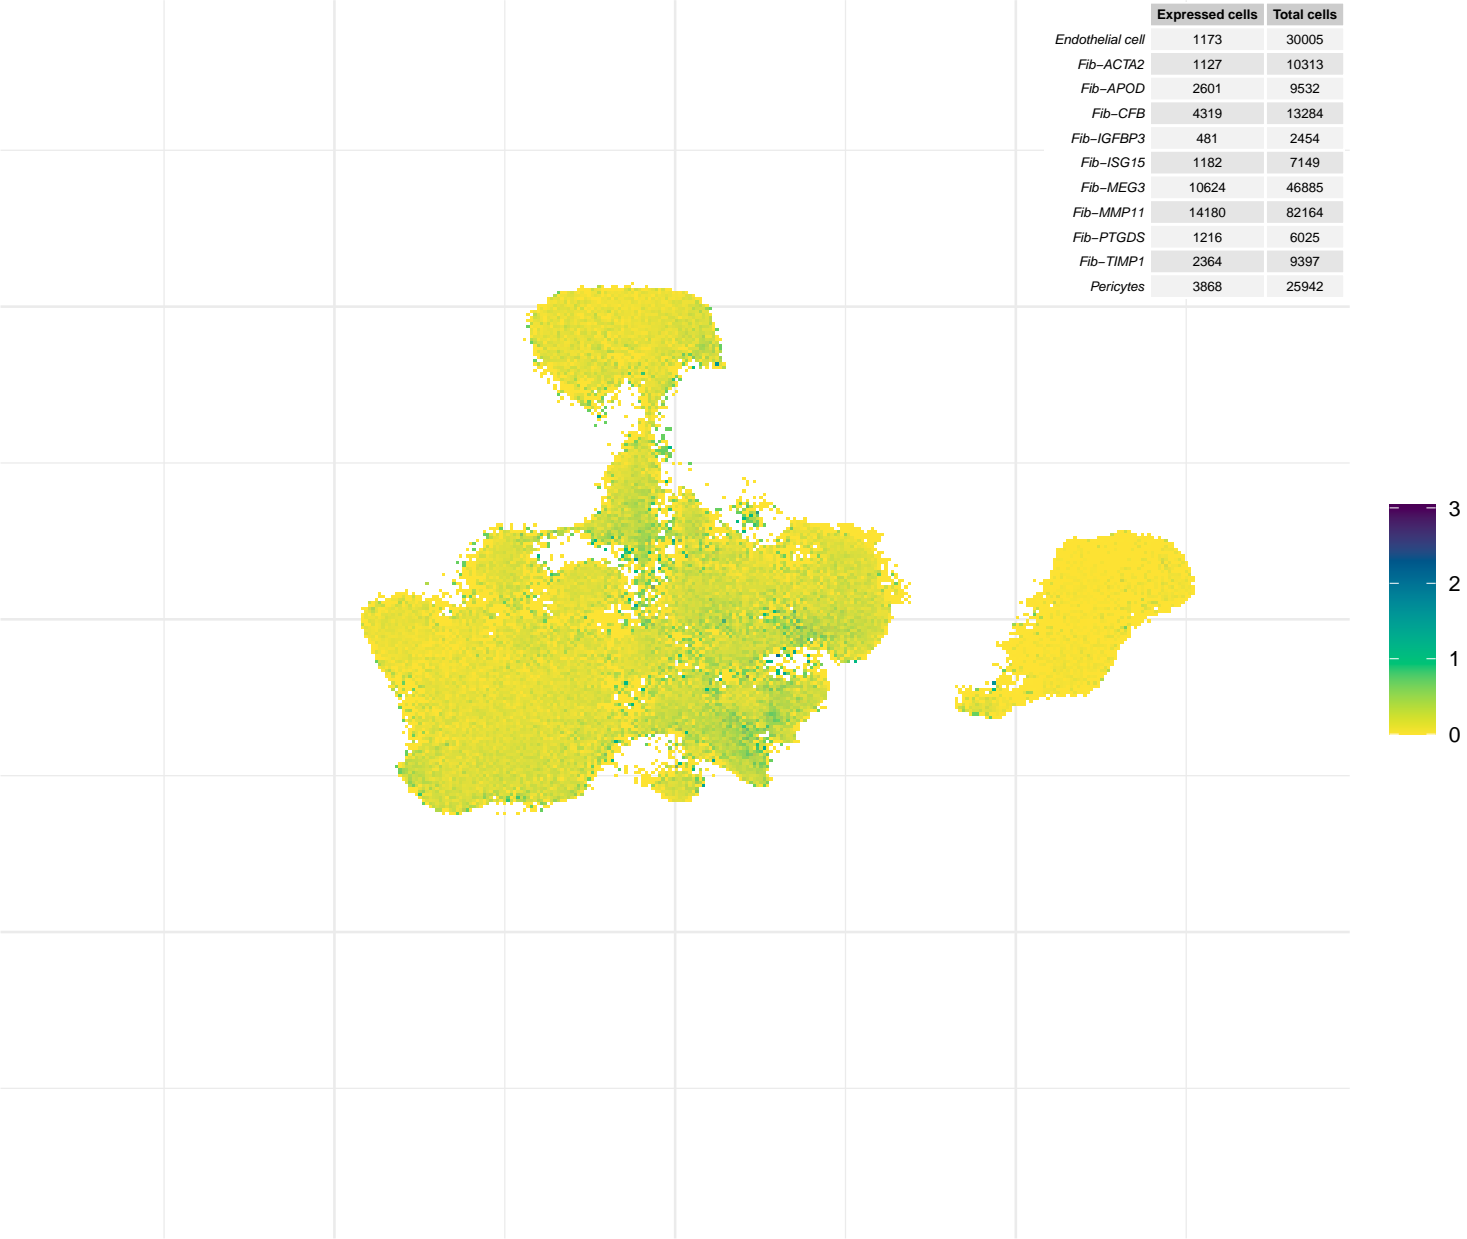 Expressed cells Total cells
Endothelial cell 1173 30005
Fib−ACTA2 1127 10313
Fib−APOD 2601 9532
Fib−CFB 4319 13284
Fib−IGFBP3 481 2454
Fib−ISG15 1182 7149
Fib−MEG3 10624 46885
Fib−MMP11 14180 82164
Fib−PTGDS 1216 6025
Fib−TIMP1 2364 9397
Pericytes 3868 25942
3
2
1
0